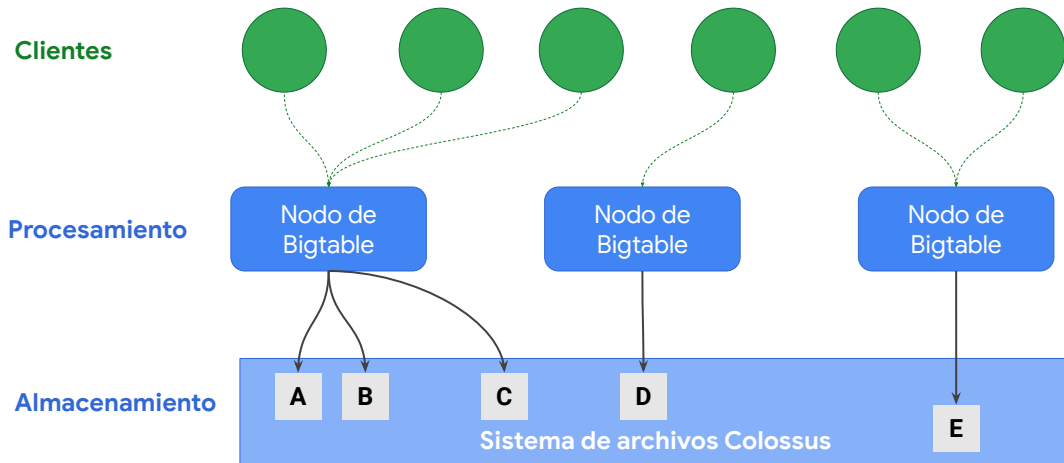 Clientes
Procesamiento
Nodo de
Bigtable
Nodo de
Bigtable
Nodo de
Bigtable
Almacenamiento
A
B
C
D
E
Sistema de archivos Colossus